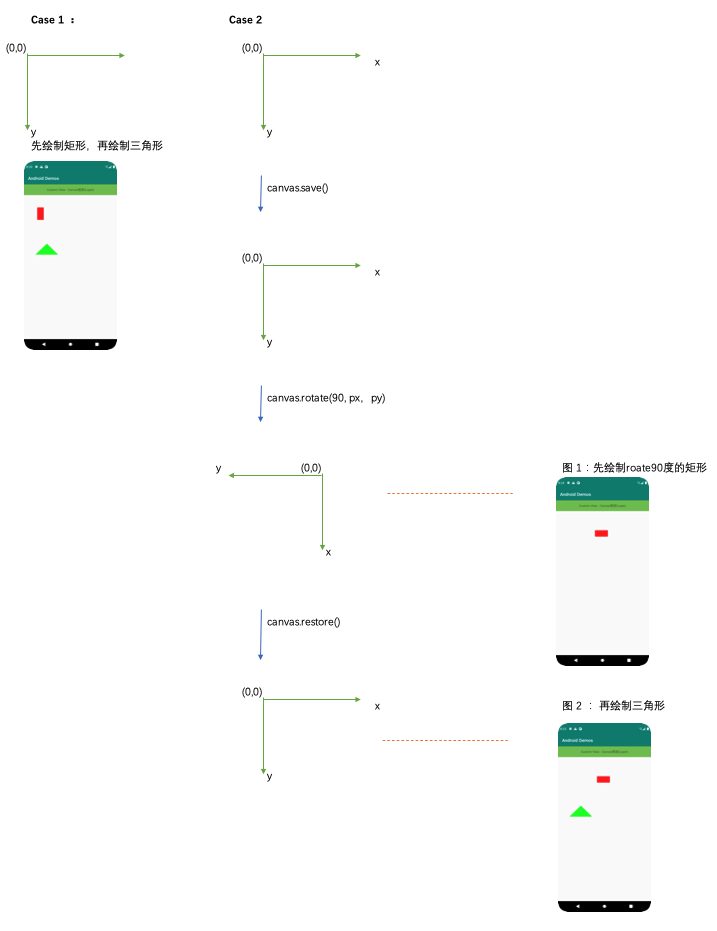 Case 1 :
(0,0)
y
先绘制矩形，再绘制三角形
Android Demos
Case 2
(0,0)
x
y
canvas.save()
(0,0)
x
y
canvas.rotate(90, px, py)
y
(0,0)
x
图 1：先绘制roate90度的矩形
Android Demos
canvas.restore()
(0,0)
x
y
图 2 ：再绘制三角形
Android Demos